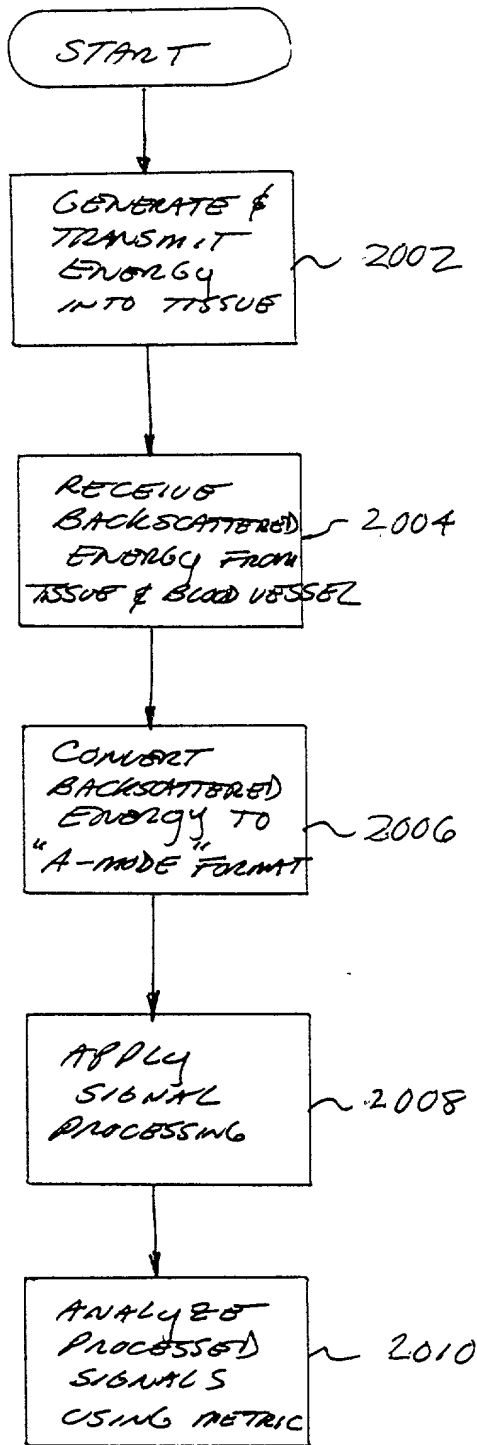 START
GENERATE &
TRANSMIT
ENERGY
INTO TISSUE
2002
RECEIVE
BACKSCATTERED
ENERGY FROM
TISSUE & BLOOD VESSEL
2004
CONVERT
BACKSCATTERED
ENERGY TO
"A-MODE" FORMAT
2006
APPLY
SIGNAL
PROCESSING
2008
ANALYZE
PROCESSED
SIGNALS
USING METRIC
2010